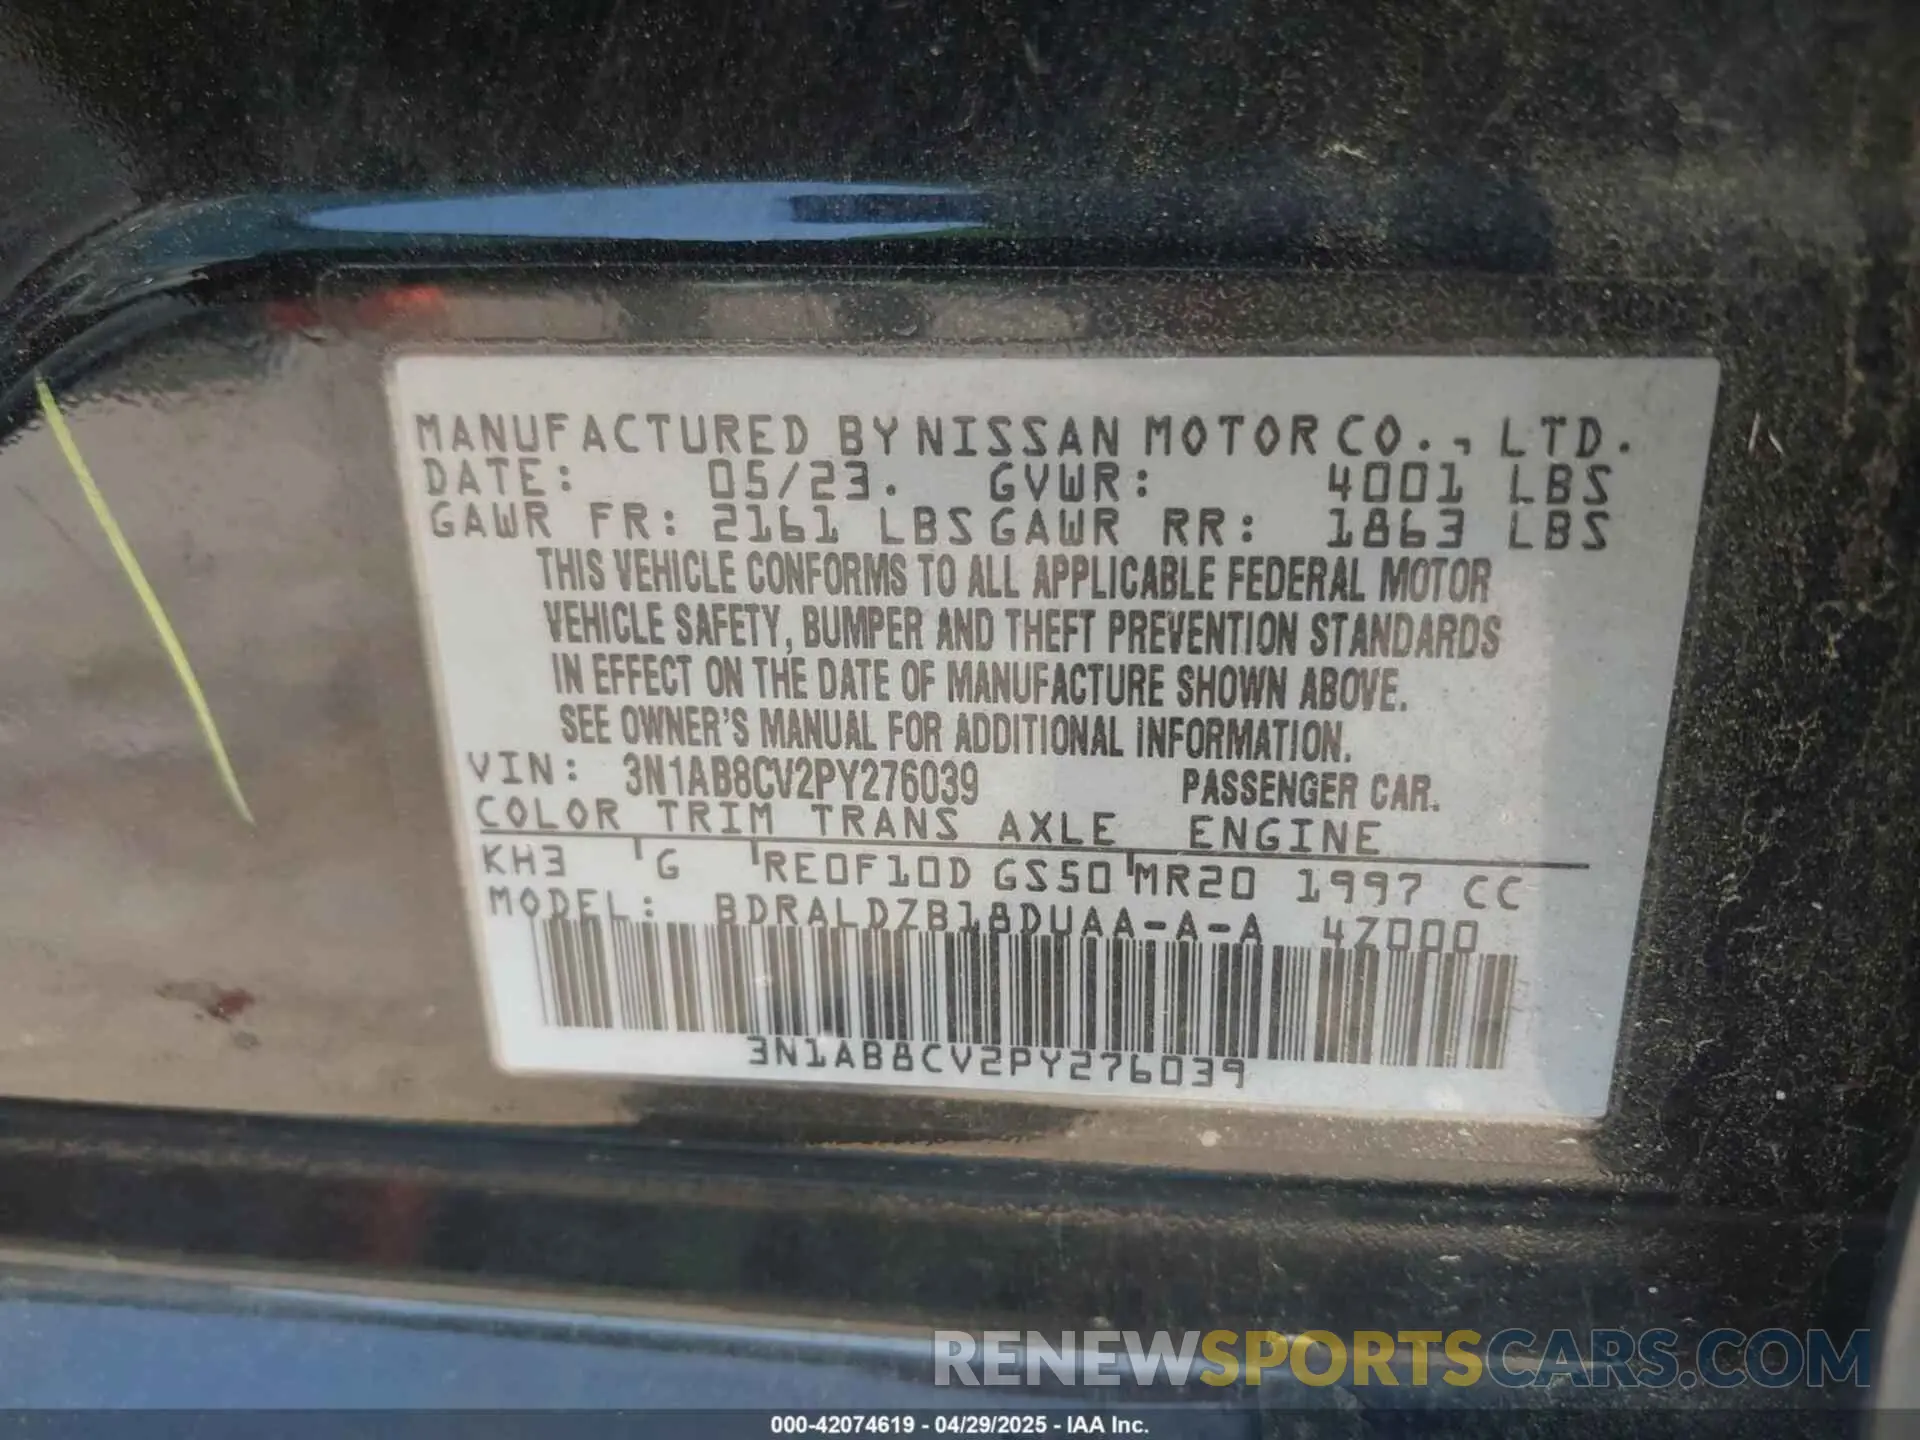 MANUFACTURED BY NISSAN MOTOR CO., LTD.
DATE: 05/23. GVWR: 4001 LBS
GAWR FR: 2161 LBS GAWR RR: 1863 LBS
THIS VEHICLE CONFORMS TO ALL APPLICABLE FEDERAL MOTOR
VEHICLE SAFETY, BUMPER AND THEFT PREVENTION STANDARDS
IN EFFECT ON THE DATE OF MANUFACTURE SHOWN ABOVE.
SEE OWNER'S MANUAL FOR ADDITIONAL INFORMATION.
VIN: 3N1AB8CV2PY276039 PASSENGER CAR.
COLOR TRIM TRANS AXLE ENGINE
KH3 G RE0F10D GS50 MR20 1997 CC
MODEL: BDRALDZB18DUAA-A-A 4Z000
3N1AB8CV2PY276039
RENEWSPORTSCARS.COM
000-42074619 - 04/29/2025 - IAA Inc.